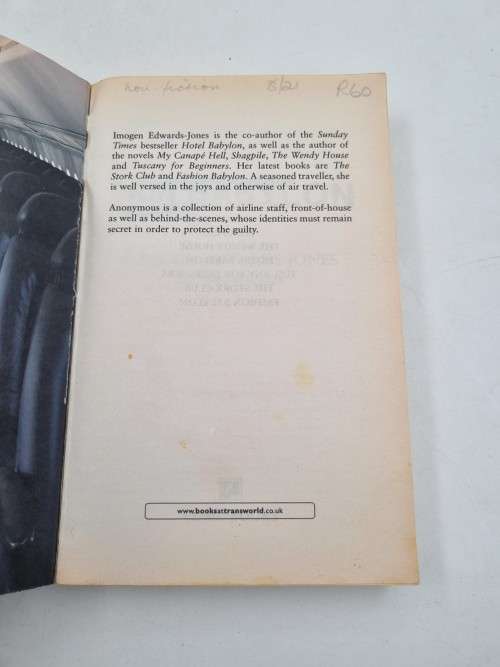 non-fiction 8/21 R60
Imogen Edwards-Jones is the co-author of the Sunday
Times bestseller Hotel Babylon, as well as the author of
the novels My Canapé Hell, Shagpile, The Wendy House
and Tuscany for Beginners. Her latest books are The
Stork Club and Fashion Babylon. A seasoned traveller, she
is well versed in the joys and otherwise of air travel.
Anonymous is a collection of airline staff, front-of-house
as well as behind-the-scenes, whose identities must remain
secret in order to protect the guilty.
www.booksattransworld.co.uk